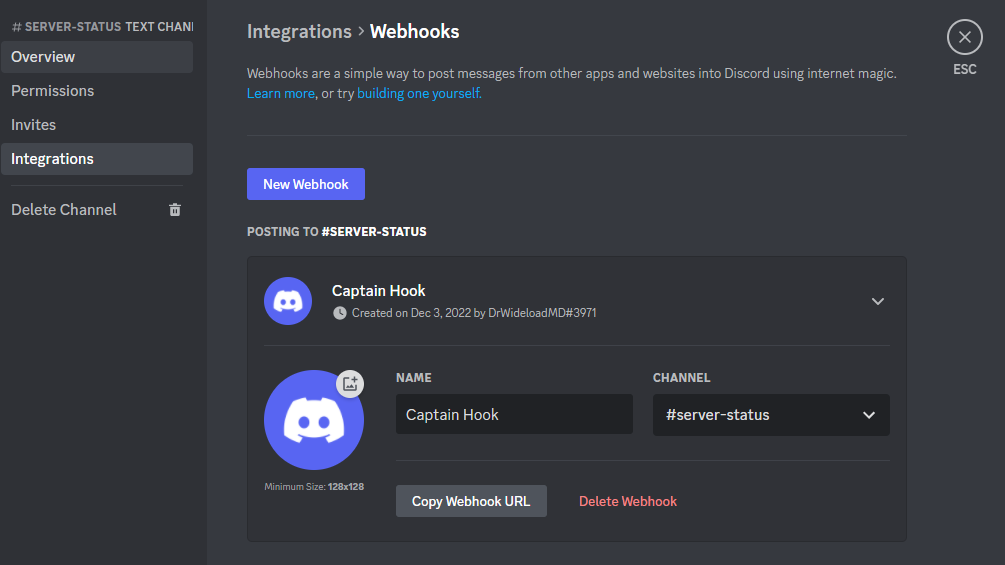 # SERVER-STATUS TEXT CHAN
Overview
Permissions
Invites
Integrations
Delete Channel
Integrations > Webhooks
Webhooks are a simple way to post messages from other apps and websites into Discord using internet magic.
Learn more, or try building one yourself.
New Webhook
POSTING TO #SERVER-STATUS
Captain Hook
Created on Dec 3, 2022 by DrWideloadMD#3971
NAME
Captain Hook
CHANNEL
#server-status
Minimum Size: 128x128
Copy Webhook URL
Delete Webhook
ESC